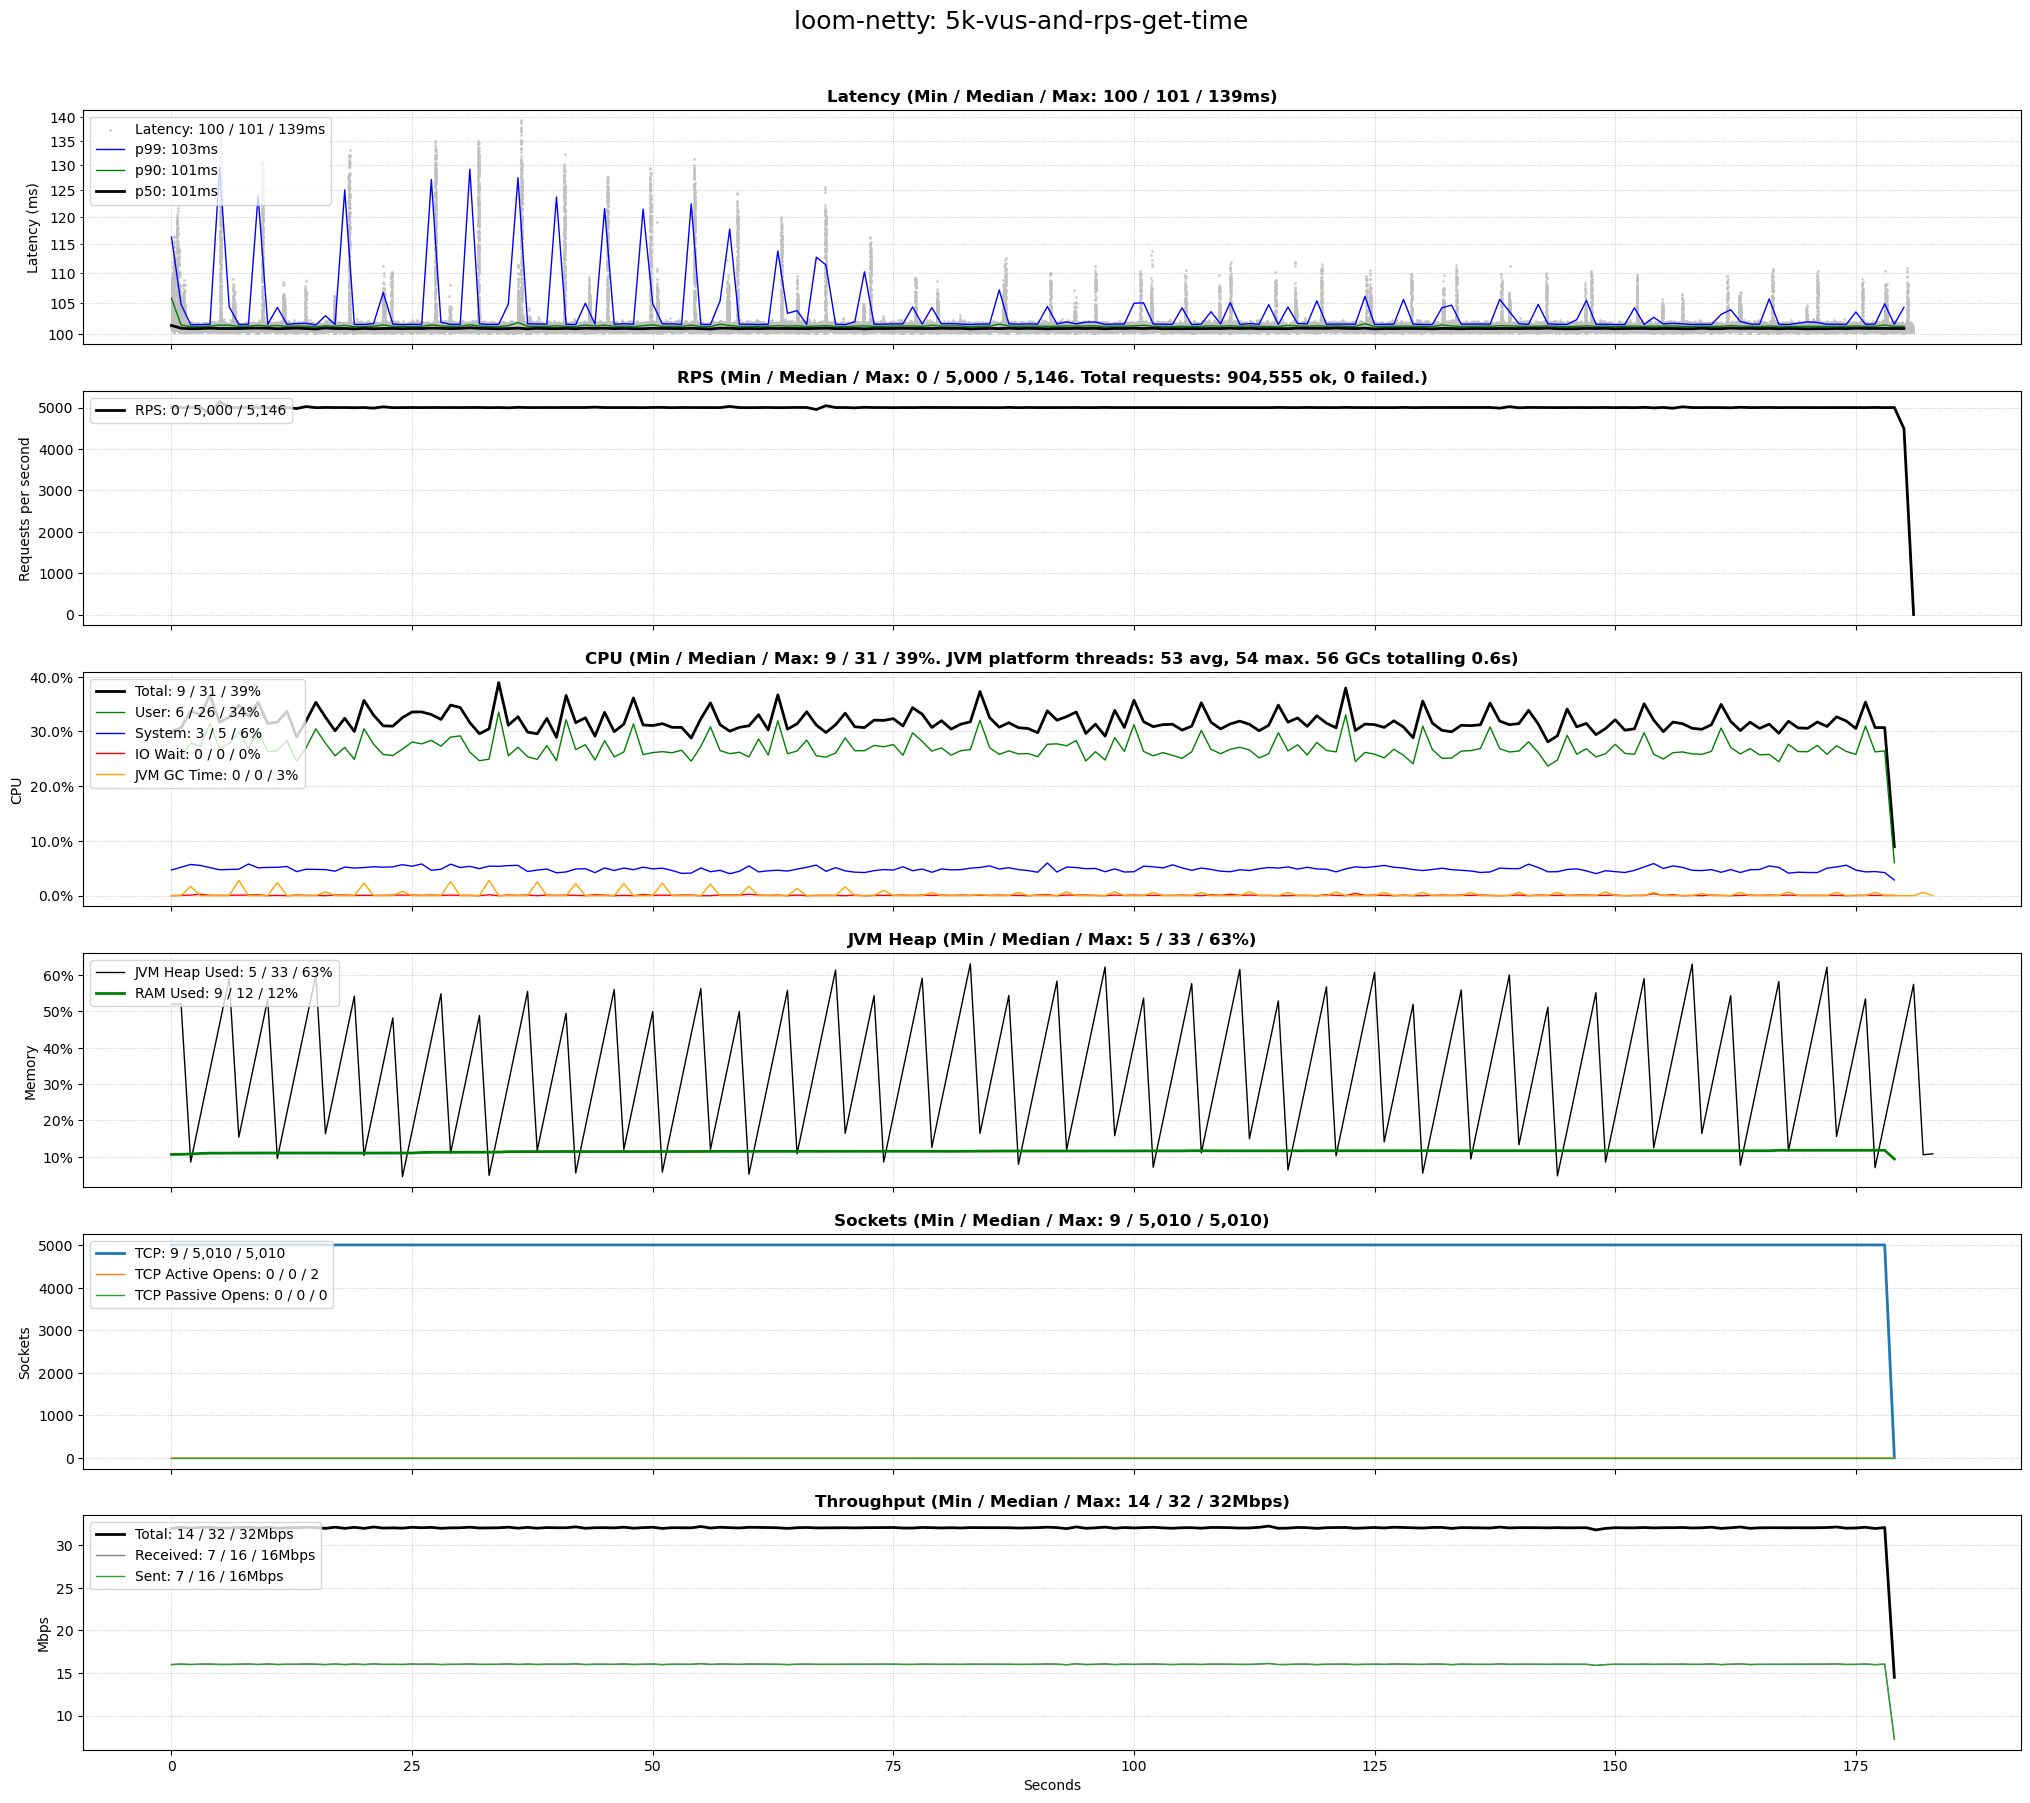 loom-netty: 5k-vus-and-rps-get-time
Latency (Min / Median / Max: 100 / 101 / 139ms)
Latency (ms)
140
135
130
125
120
115
110
105
100
Latency: 100 / 101 / 139ms
p99: 103ms
p90: 101ms
p50: 101ms
RPS (Min / Median / Max: 0 / 5,000 / 5,146. Total requests: 904,555 ok, 0 failed.)
Requests per second
5000
4000
3000
2000
1000
0
RPS: 0 / 5,000 / 5,146
CPU (Min / Median / Max: 9 / 31 / 39%. JVM platform threads: 53 avg, 54 max. 56 GCs totalling 0.6s)
CPU
40.0%
30.0%
20.0%
10.0%
0.0%
Total: 9 / 31 / 39%
User: 6 / 26 / 34%
System: 3 / 5 / 6%
IO Wait: 0 / 0 / 0%
JVM GC Time: 0 / 0 / 3%
JVM Heap (Min / Median / Max: 5 / 33 / 63%)
Memory
60%
50%
40%
30%
20%
10%
JVM Heap Used: 5 / 33 / 63%
RAM Used: 9 / 12 / 12%
Sockets (Min / Median / Max: 9 / 5,010 / 5,010)
Sockets
5000
4000
3000
2000
1000
0
TCP: 9 / 5,010 / 5,010
TCP Active Opens: 0 / 0 / 2
TCP Passive Opens: 0 / 0 / 0
Throughput (Min / Median / Max: 14 / 32 / 32Mbps)
Mbps
30
25
20
15
10
Total: 14 / 32 / 32Mbps
Received: 7 / 16 / 16Mbps
Sent: 7 / 16 / 16Mbps
0 25 50 75 100 125 150 175
Seconds